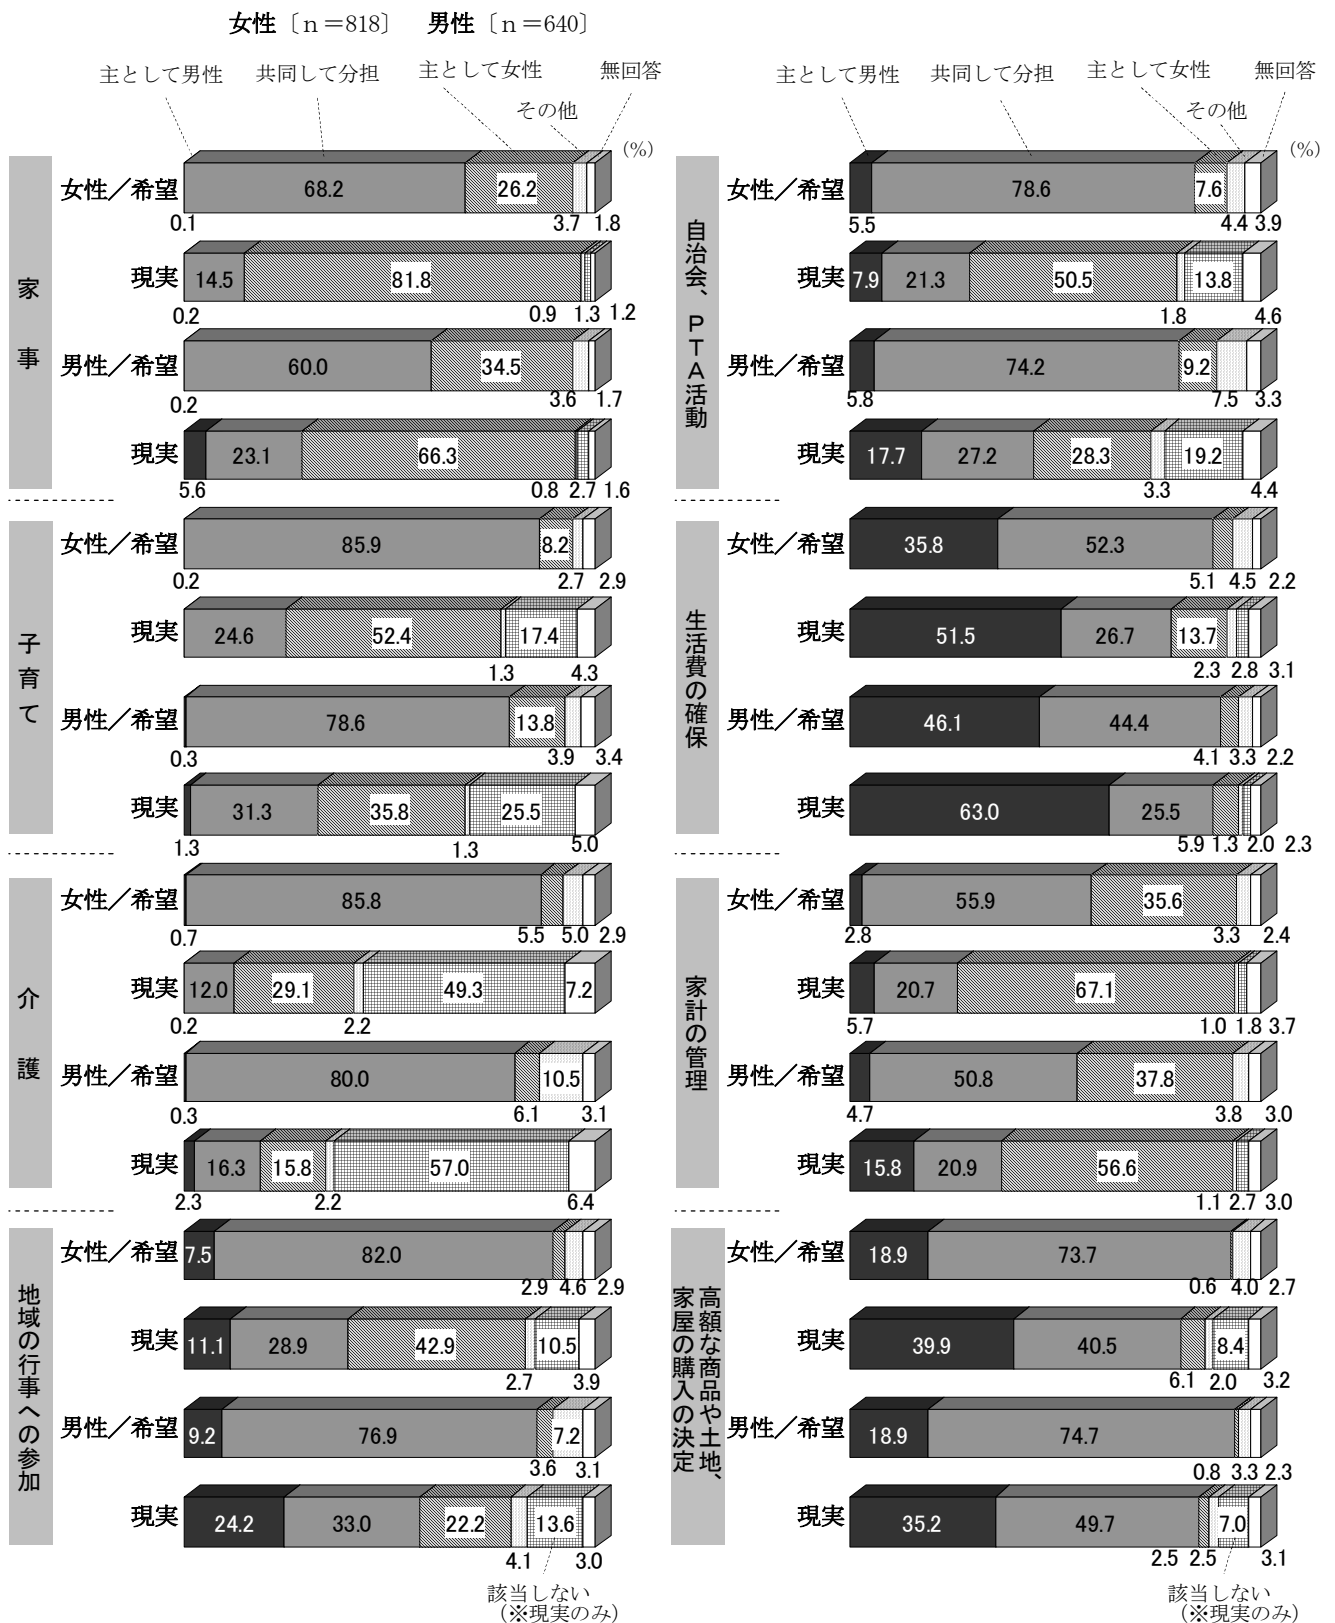 女性〔ｎ＝818〕　男性〔ｎ＝640〕
主として男性　共同して分担　主として女性　無回答
その他
(%)
家事
女性／希望
68.2 26.2
0.1 3.7 1.8
現実
14.5 81.8
0.2 0.9 1.3 1.2
男性／希望
60.0 34.5
0.2 3.6 1.7
現実
23.1 66.3
5.6 0.8 2.7 1.6
子育て
女性／希望
85.9 8.2
0.2 2.7 2.9
現実
24.6 52.4 17.4
1.3 4.3
男性／希望
78.6 13.8
0.3 3.9 3.4
現実
31.3 35.8 25.5
1.3 1.3 5.0
介護
女性／希望
85.8
0.7 5.5 5.0 2.9
現実
12.0 29.1 49.3 7.2
0.2 2.2
男性／希望
80.0 10.5
0.3 6.1 3.1
現実
16.3 15.8 57.0
2.3 2.2 6.4
地域の行事への参加
女性／希望
7.5 82.0
2.9 4.6 2.9
現実
11.1 28.9 42.9 10.5
2.7 3.9
男性／希望
9.2 76.9 7.2
3.6 3.1
現実
24.2 33.0 22.2 13.6
4.1 3.0
該当しない
（※現実のみ）
主として男性　共同して分担　主として女性　無回答
その他
(%)
自治会、ＰＴＡ活動
女性／希望
78.6 7.6
5.5 4.4 3.9
現実
7.9 21.3 50.5 13.8
1.8 4.6
男性／希望
74.2 9.2
5.8 7.5 3.3
現実
17.7 27.2 28.3 19.2
3.3 4.4
生活費の確保
女性／希望
35.8 52.3
5.1 4.5 2.2
現実
51.5 26.7 13.7
2.3 2.8 3.1
男性／希望
46.1 44.4
4.1 3.3 2.2
現実
63.0 25.5
5.9 1.3 2.0 2.3
家計の管理
女性／希望
55.9 35.6
2.8 3.3 2.4
現実
20.7 67.1
5.7 1.0 1.8 3.7
男性／希望
50.8 37.8
4.7 3.8 3.0
現実
15.8 20.9 56.6
1.1 2.7 3.0
高額な商品や土地、
家屋の購入の決定
女性／希望
18.9 73.7
0.6 4.0 2.7
現実
39.9 40.5 8.4
6.1 2.0 3.2
男性／希望
18.9 74.7
0.8 3.3 2.3
現実
35.2 49.7 7.0
2.5 2.5 3.1
該当しない
（※現実のみ）